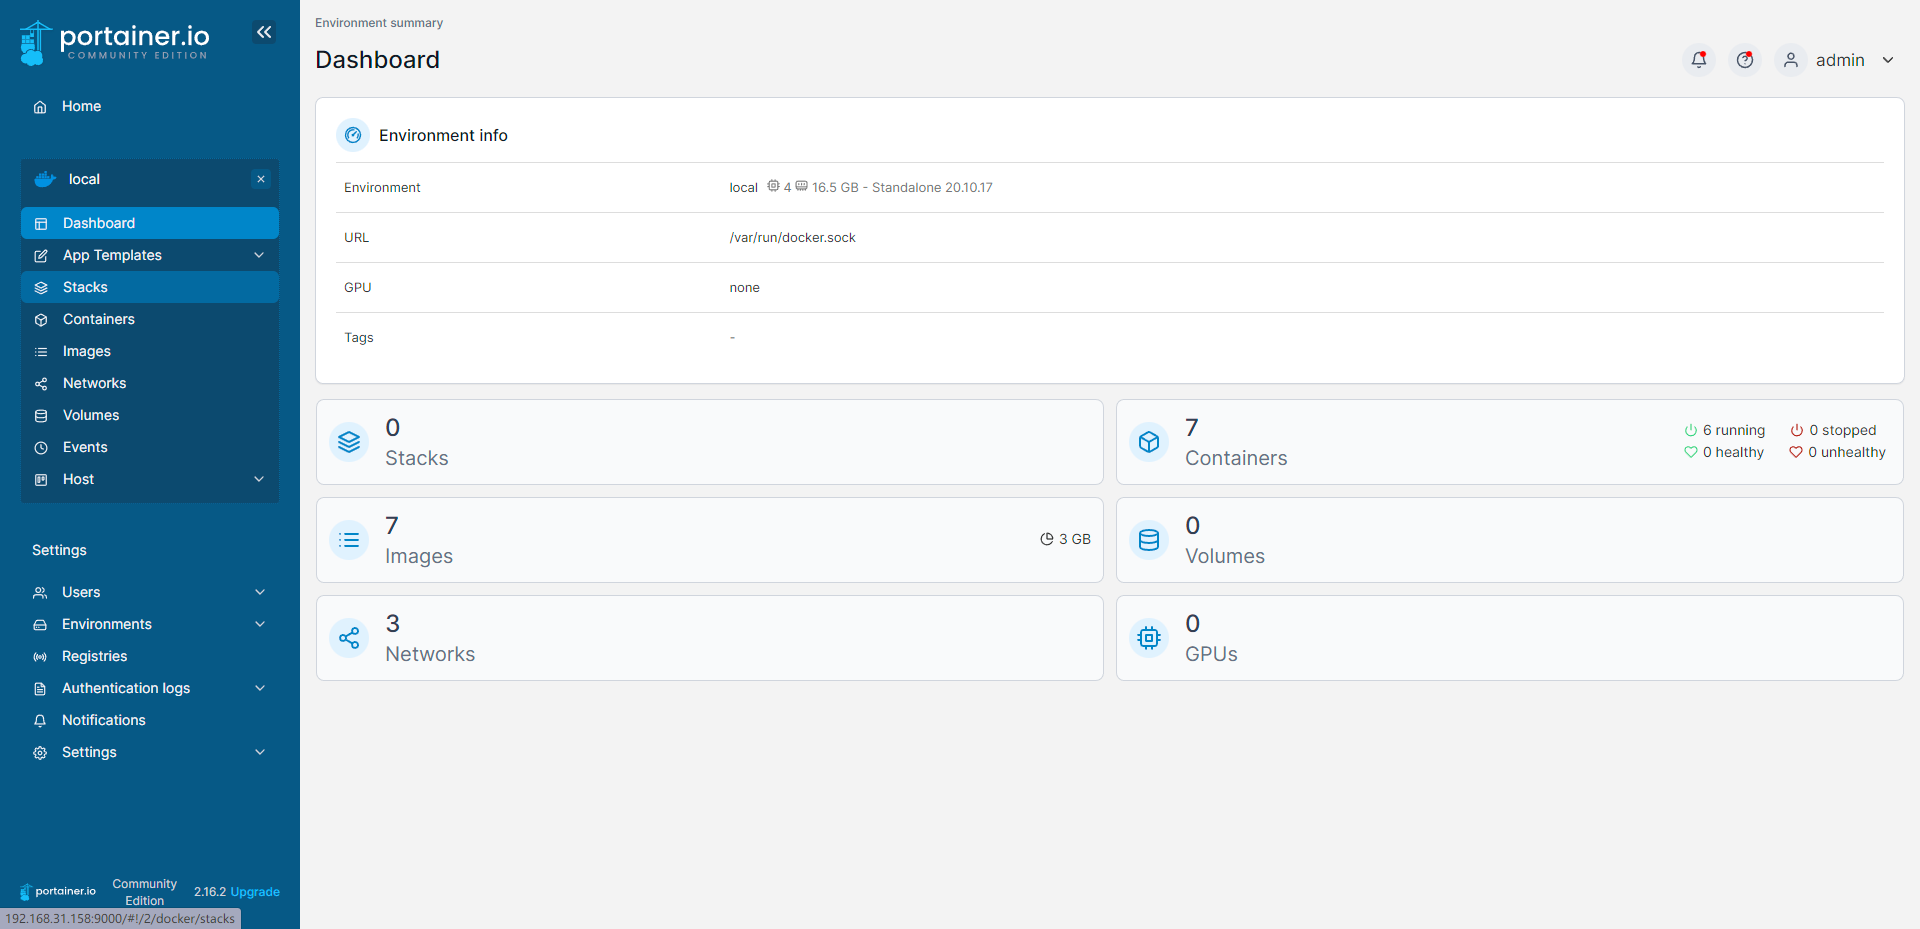 portainer.io
COMMUNITY EDITION
Home
local
Dashboard
App Templates
Stacks
Containers
Images
Networks
Volumes
Events
Host
Settings
Users
Environments
Registries
Authentication logs
Notifications
Settings
portainer.io Community Edition 2.16.2 Upgrade
192.168.31.158:9000/#!/2/docker/stacks
Environment summary
Dashboard
admin
Environment info
Environment local 4 16.5 GB - Standalone 20.10.17
URL /var/run/docker.sock
GPU none
Tags -
0
Stacks
7
Containers
6 running 0 stopped
0 healthy 0 unhealthy
7
Images
3 GB
0
Volumes
3
Networks
0
GPUs